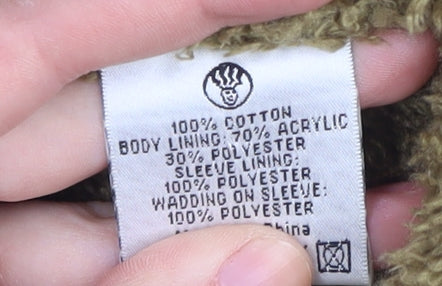 100% COTTON
BODY LINING: 70% ACRYLIC
30% POLYESTER
SLEEVE LINING:
100% POLYESTER
WADDING ON SLEEVE:
100% POLYESTER
China